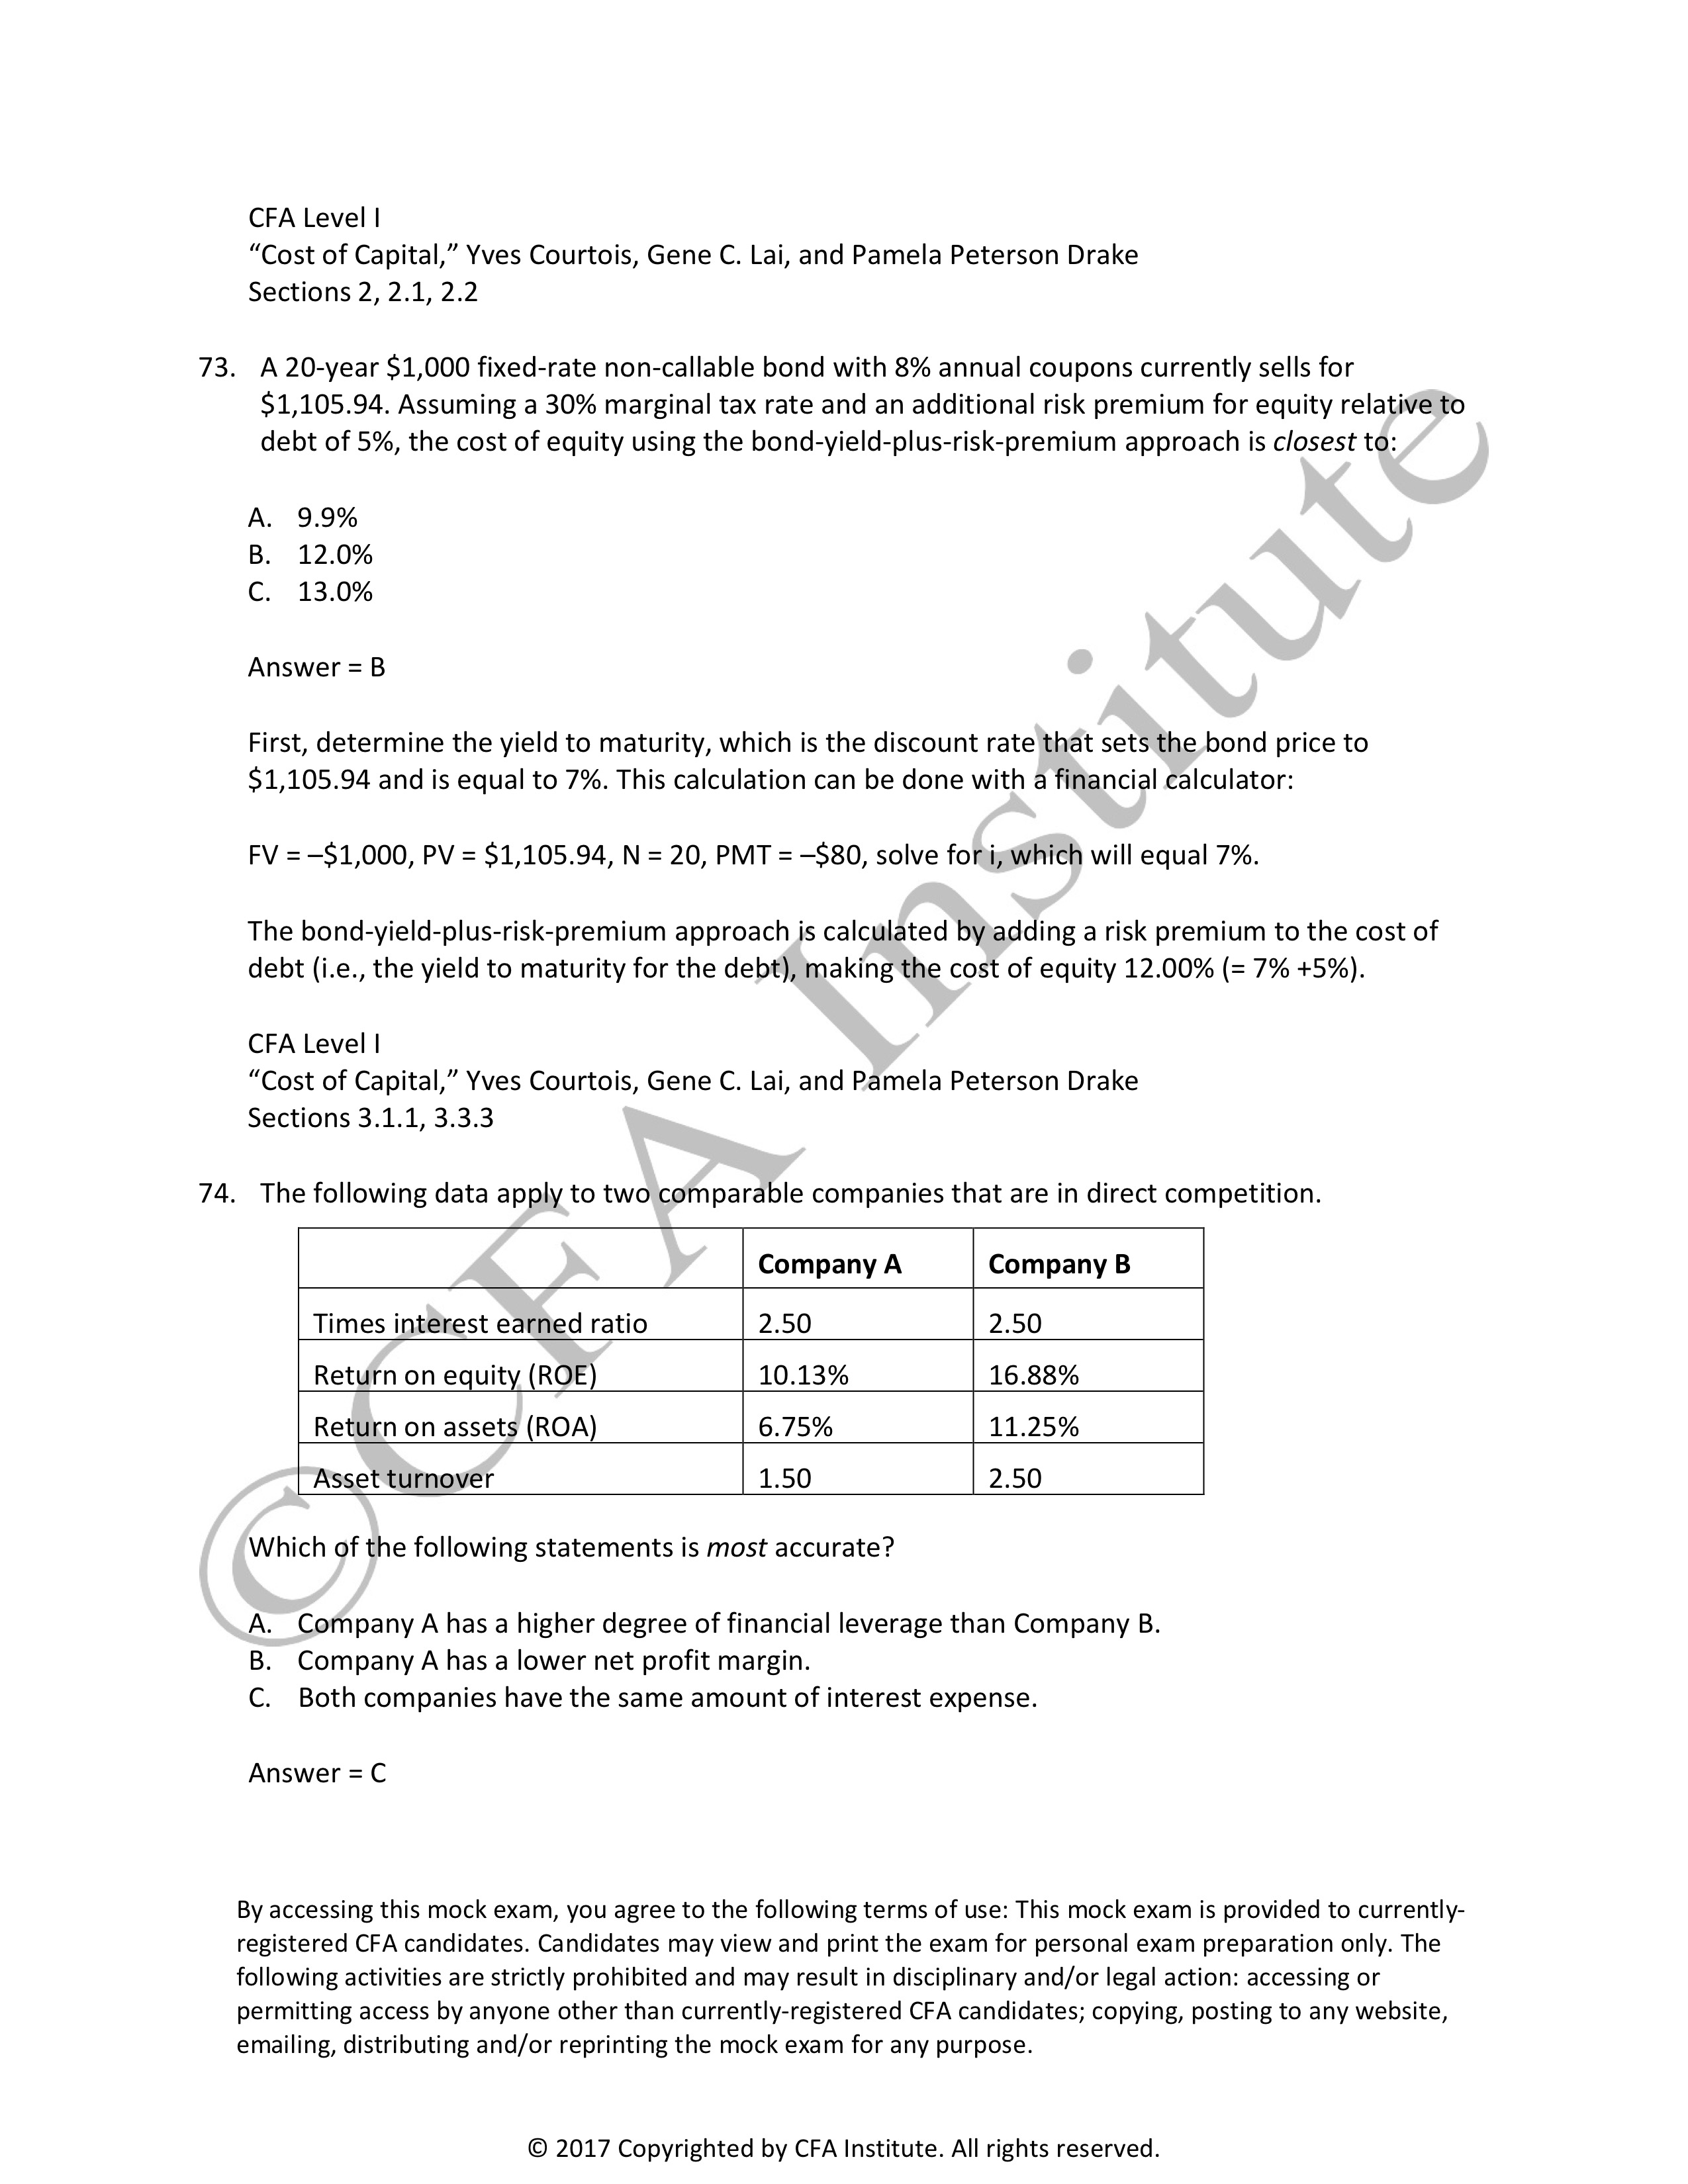 CFA Level I
“Cost of Capital,” Yves Courtois, Gene C. Lai, and Pamela Peterson Drake
Sections 2, 2.1, 2.2
73. A 20-year $1,000 fixed-rate non-callable bond with 8% annual coupons currently sells for
$1,105.94. Assuming a 30% marginal tax rate and an additional risk premium for equity relative to
debt of 5%, the cost of equity using the bond-yield-plus-risk-premium approach is closest to:
A. 9.9%
B. 12.0%
C. 13.0%
Answer = B
First, determine the yield to maturity, which is the discount rate that sets the bond price to
$1,105.94 and is equal to 7%. This calculation can be done with a financial calculator:
FV = –$1,000, PV = $1,105.94, N = 20, PMT = –$80, solve for i, which will equal 7%.
The bond-yield-plus-risk-premium approach is calculated by adding a risk premium to the cost of
debt (i.e., the yield to maturity for the debt), making the cost of equity 12.00% (= 7% +5%).
CFA Level I
“Cost of Capital,” Yves Courtois, Gene C. Lai, and Pamela Peterson Drake
Sections 3.1.1, 3.3.3
74. The following data apply to two comparable companies that are in direct competition.
Company A Company B
Times interest earned ratio 2.50 2.50
Return on equity (ROE) 10.13% 16.88%
Return on assets (ROA) 6.75% 11.25%
Asset turnover 1.50 2.50
Which of the following statements is most accurate?
A. Company A has a higher degree of financial leverage than Company B.
B. Company A has a lower net profit margin.
C. Both companies have the same amount of interest expense.
Answer = C
By accessing this mock exam, you agree to the following terms of use: This mock exam is provided to currently-
registered CFA candidates. Candidates may view and print the exam for personal exam preparation only. The
following activities are strictly prohibited and may result in disciplinary and/or legal action: accessing or
permitting access by anyone other than currently-registered CFA candidates; copying, posting to any website,
emailing, distributing and/or reprinting the mock exam for any purpose.
© 2017 Copyrighted by CFA Institute. All rights reserved.
©CFA Institute